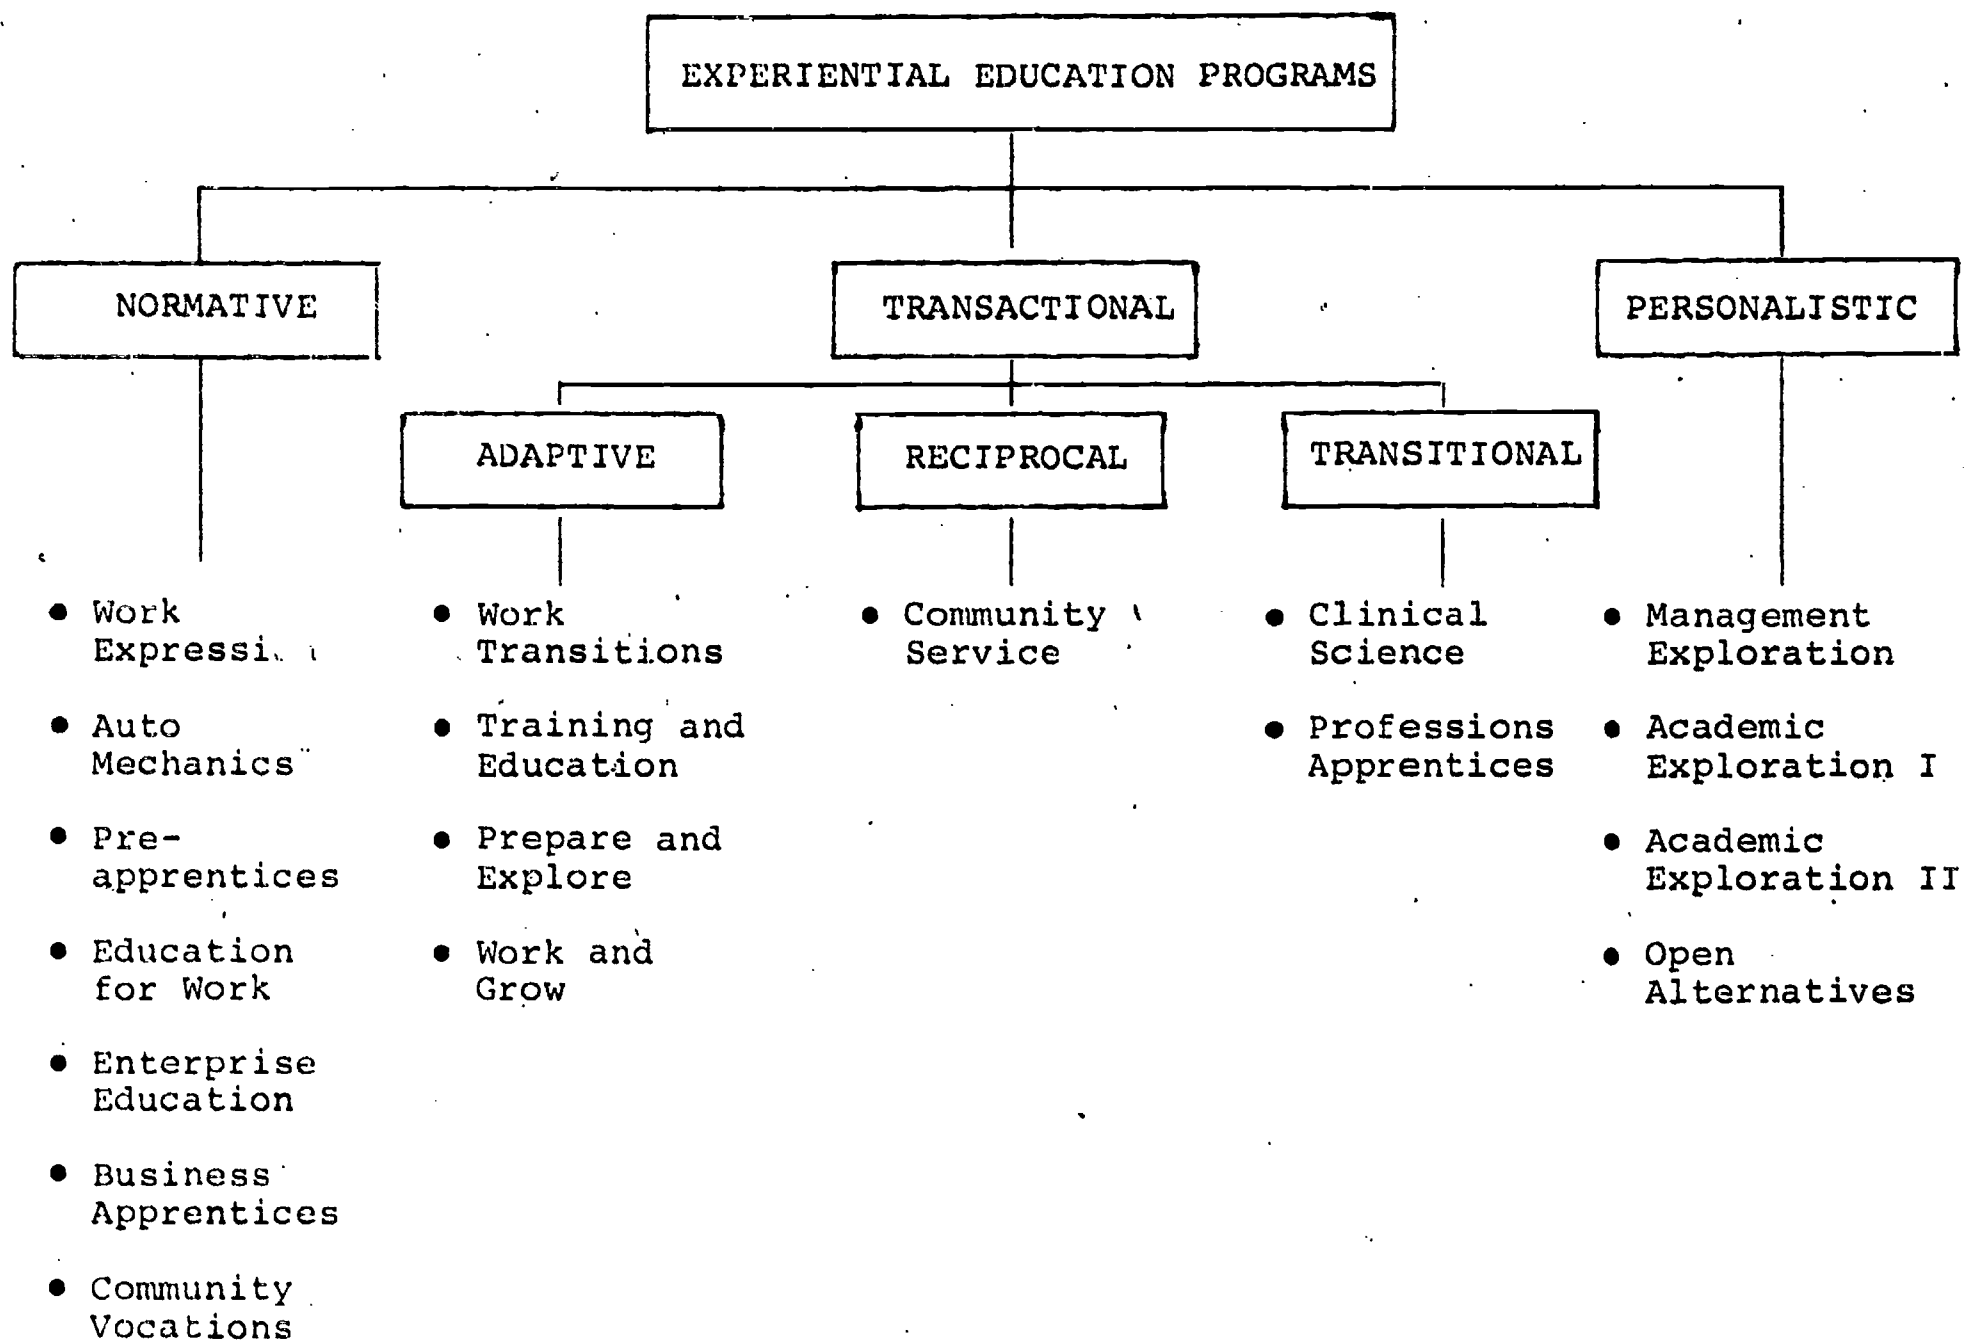 EXPERIENTIAL EDUCATION PROGRAMS
NORMATIVE
TRANSACTIONAL
PERSONALISTIC
ADAPTIVE
RECIPROCAL
TRANSITIONAL
• Work
• Auto
Mechanics
• Pre-
apprentices
• Education
for Work
• Enterprise
Education
• Business
Apprentices
• Community
Vocations
• Work
Transitions
• Training and
Education
• Prepare and
Explore
• Work and
Grow
• Community
Service
• Clinical
Science
• Professions
Apprentices
• Management
Exploration
• Academic
Exploration I
• Academic
Exploration II
• Open
Alternatives